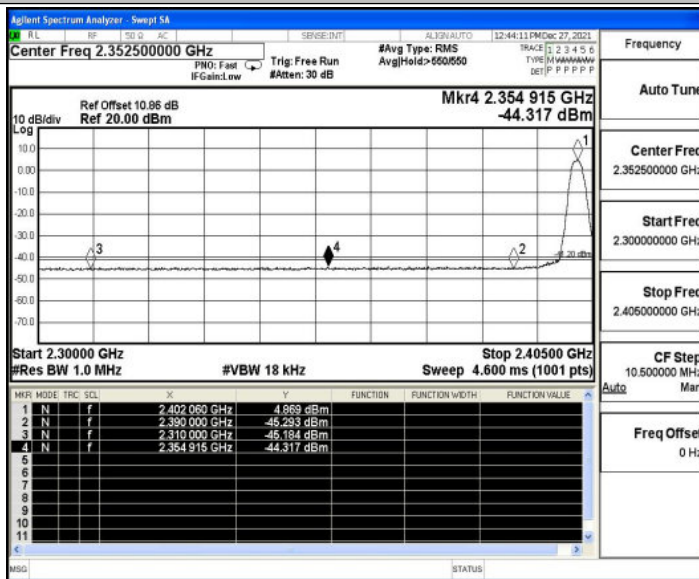 Agilent Spectrum Analyzer - Swept SA
RL RF 50 Ω AC SENSE:INT ALIGN AUTO 12:44:11 PM Dec 27, 2021
Center Freq 2.352500000 GHz
PNO: Fast
IFGain:Low
Trig: Free Run
#Atten: 30 dB
#Avg Type: RMS
Avg|Hold:>550/550
TRACE 1 2 3 4 5 6
TYPE M W W W W W
DET P P P P P P
Ref Offset 10.86 dB
10 dB/div Ref 20.00 dBm
Log
Mkr4 2.354 915 GHz
-44.317 dBm
10.0
0.00
-10.0
-20.0
-30.0
-40.0
-50.0
-60.0
-70.0
1
2
3
4
Start 2.30000 GHz Stop 2.40500 GHz
#Res BW 1.0 MHz #VBW 18 kHz Sweep 4.600 ms (1001 pts)
MKR MODE TRC SCL X Y FUNCTION FUNCTION WIDTH FUNCTION VALUE
1 N f 2.402 060 GHz 4.869 dBm
2 N f 2.390 000 GHz -45.293 dBm
3 N f 2.310 000 GHz -45.184 dBm
4 N f 2.354 915 GHz -44.317 dBm
5
6
7
8
9
10
11
MSG STATUS
Frequency
Auto Tune
Center Freq
2.352500000 GHz
Start Freq
2.300000000 GHz
Stop Freq
2.405000000 GHz
CF Step
10.500000 MHz
Auto Man
Freq Offset
0 Hz